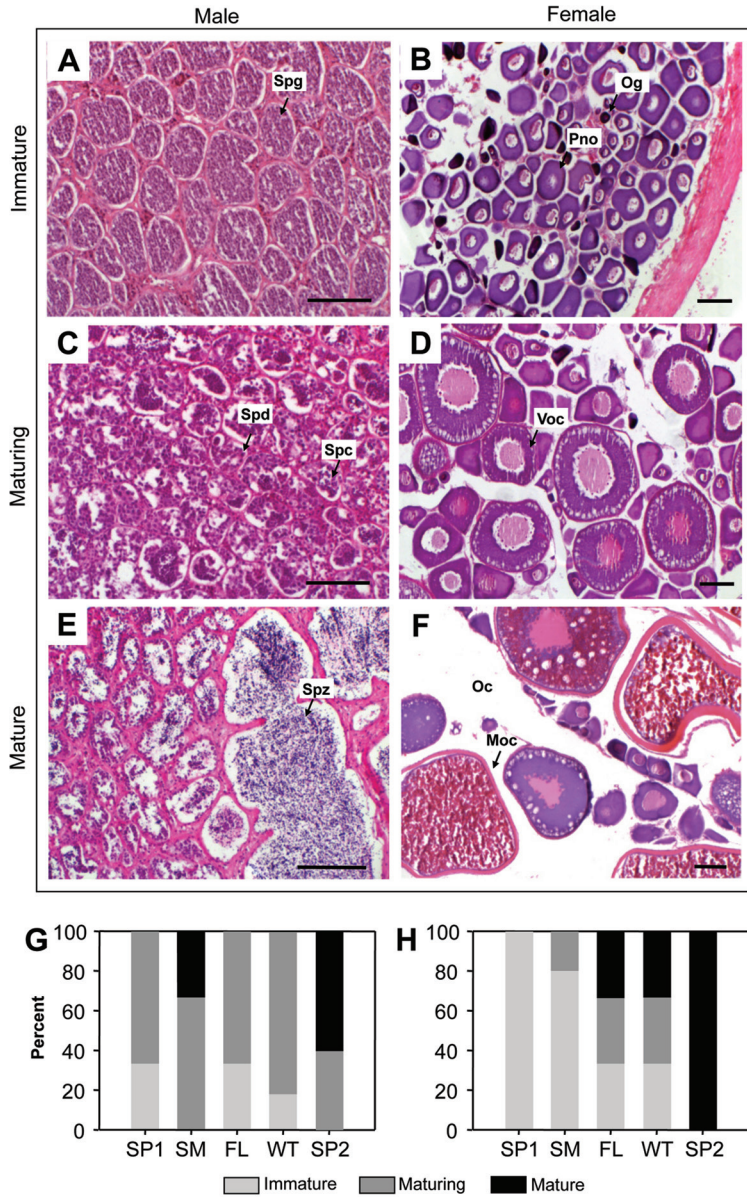 Male Female
Immature
A
Spg
B
Og
Pno
Maturing
C
Spd
Spc
D
Voc
Mature
E
Spz
F
Oc
Moc
G
H
Percent
100
80
60
40
20
0
SP1 SM FL WT SP2
100
80
60
40
20
0
SP1 SM FL WT SP2
Immature Maturing Mature